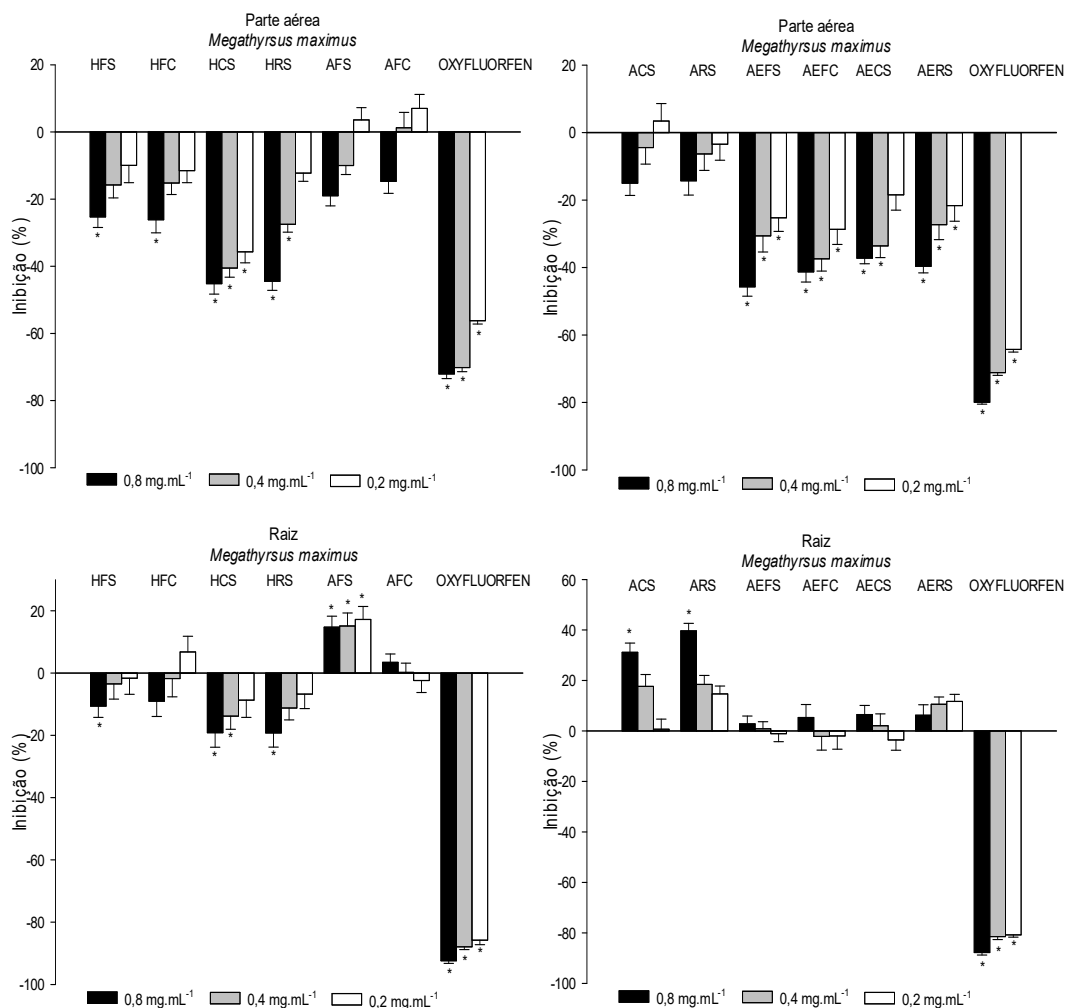 Parte aérea
Megathyrsus maximus
HFS HFC HCS HRS AFS AFC OXYFLUORFEN
20
0
-20
-40
-60
-80
-100
Inibição (%)
* * * * * * * * * * *
0,8 mg.mL-1 0,4 mg.mL-1 0,2 mg.mL-1
Parte aérea
Megathyrsus maximus
ACS ARS AEFS AEFC AECS AERS OXYFLUORFEN
20
0
-20
-40
-60
-80
-100
Inibição (%)
* * * * * * * * * * * * * *
0,8 mg.mL-1 0,4 mg.mL-1 0,2 mg.mL-1
Raiz
Megathyrsus maximus
HFS HFC HCS HRS AFS AFC OXYFLUORFEN
20
0
-20
-40
-60
-80
-100
Inibição (%)
* * * * * * * * * *
0,8 mg.mL-1 0,4 mg.mL-1 0,2 mg.mL-1
Raiz
Megathyrsus maximus
ACS ARS AEFS AEFC AECS AERS OXYFLUORFEN
60
40
20
0
-20
-40
-60
-80
-100
Inibição (%)
* * * * *
0,8 mg.mL-1 0,4 mg.mL-1 0,2 mg.mL-1